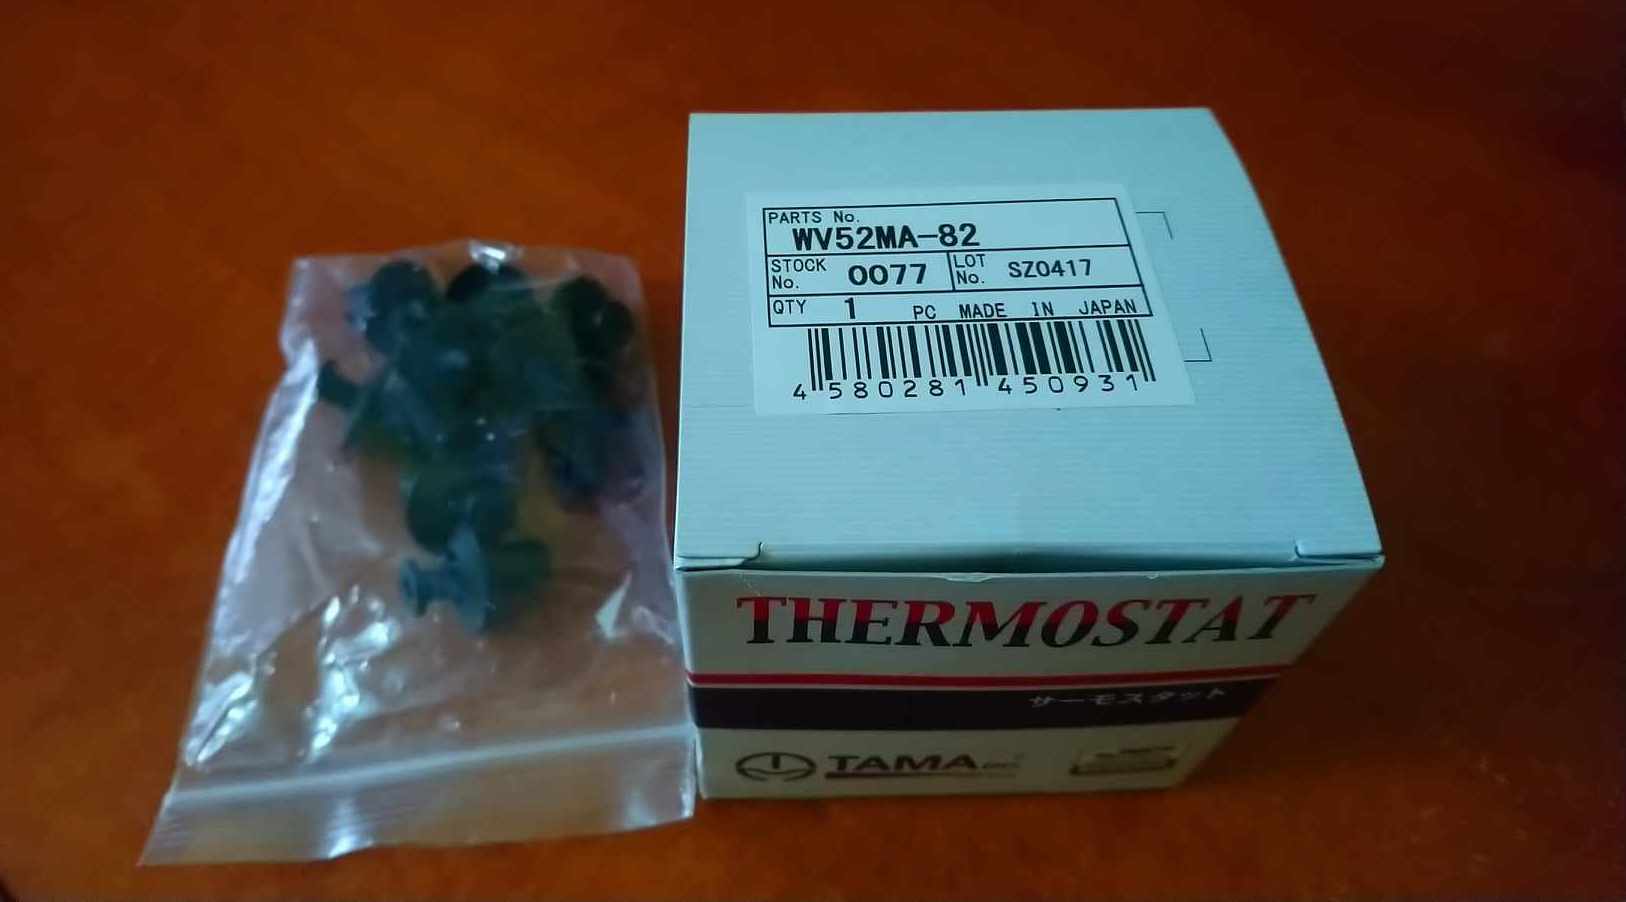 PARTS No.
WV52MA-82
STOCK No. 0077 LOT No. SZ0417
QTY 1 PC MADE IN JAPAN
4 580281 450931
THERMOSTAT
サーモスタット
TAMA